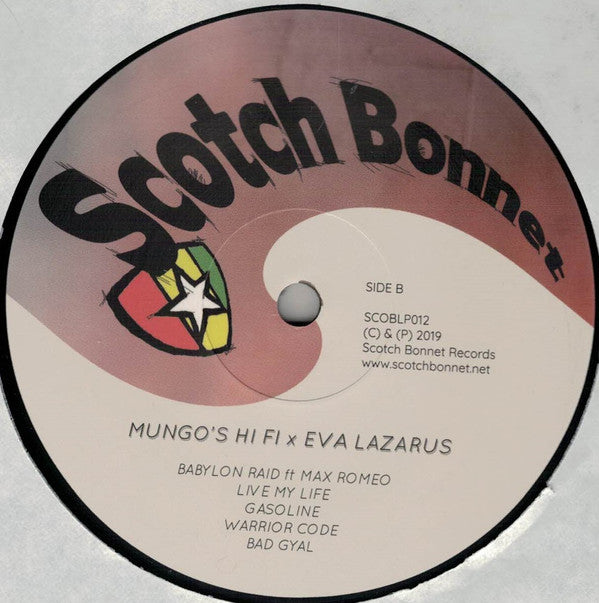 Scotch Bonnet
SIDE B
SCOBLP012
(C) & (P) 2019
Scotch Bonnet Records
www.scotchbonnet.net
MUNGO'S HI FI x EVA LAZARUS
BABYLON RAID ft MAX ROMEO
LIVE MY LIFE
GASOLINE
WARRIOR CODE
BAD GYAL